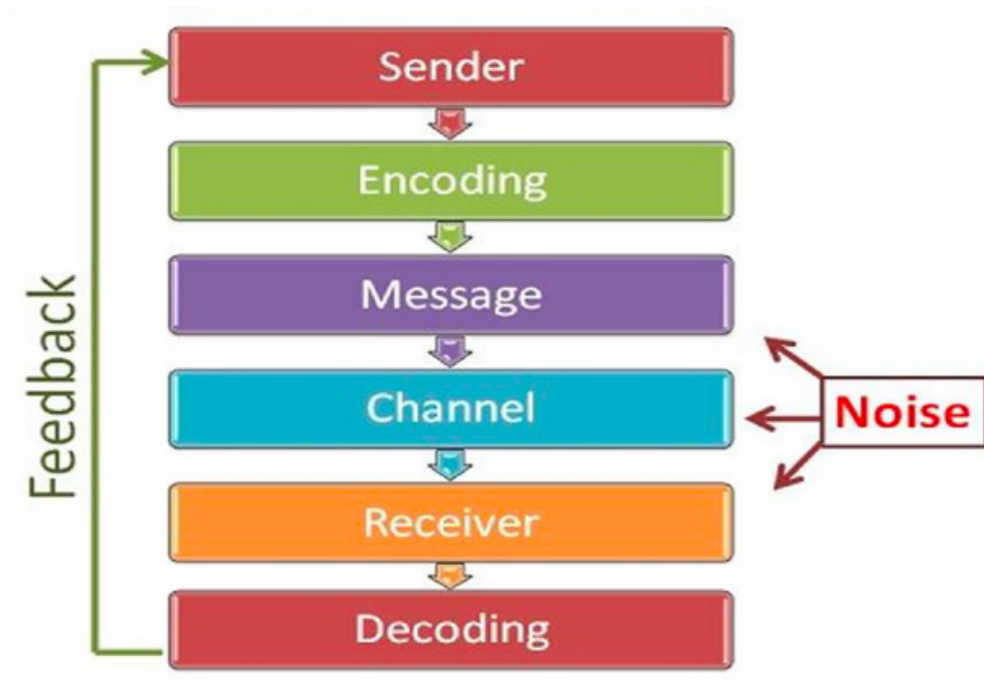 Sender
Encoding
Message
Channel
Receiver
Decoding
Feedback
Noise